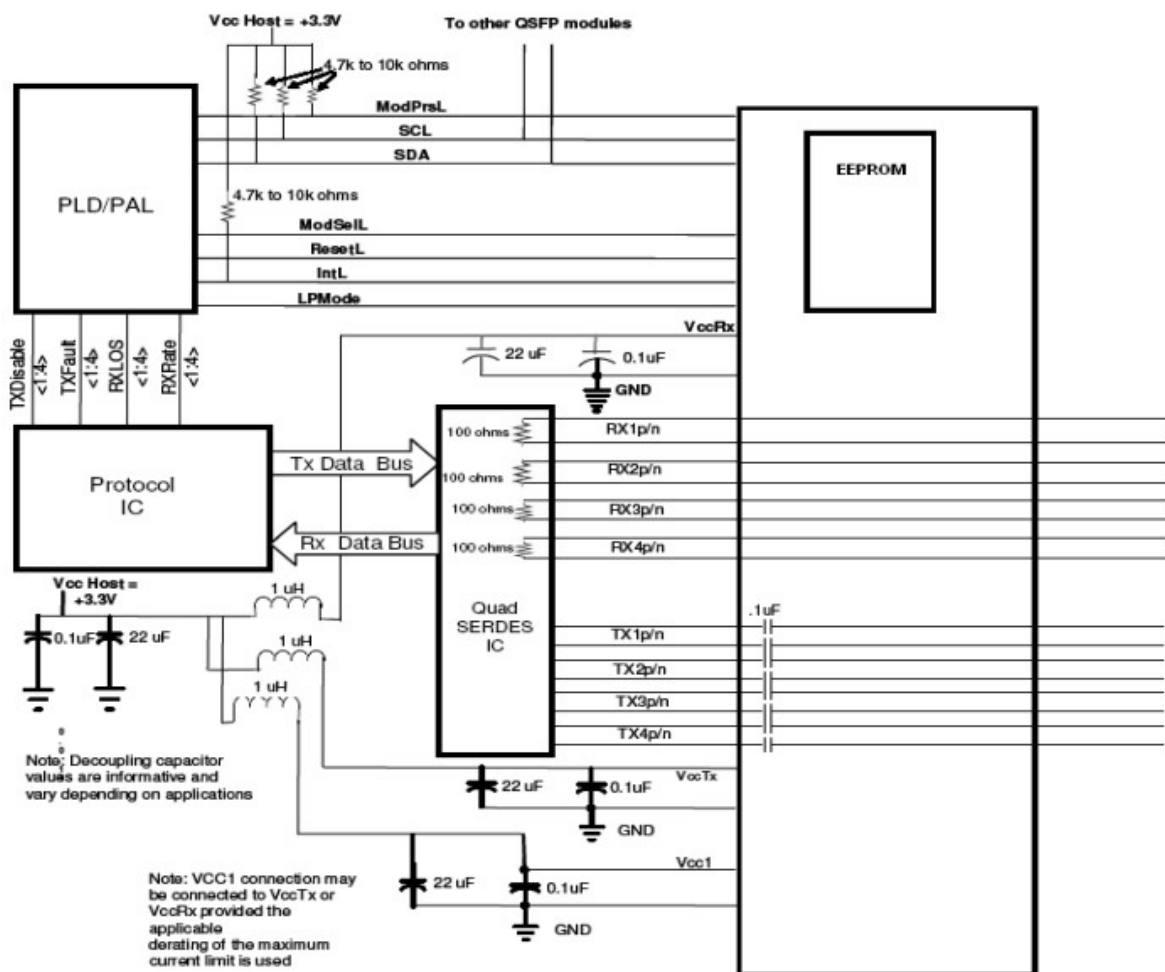 Vcc Host = +3.3V
To other QSFP modules
4.7k to 10k ohms
ModPrsL
SCL
SDA
EEPROM
PLD/PAL
4.7k to 10k ohms
ModSelL
ResetL
IntL
LPMode
TXDisable
<1:4>
TXFault
<1:4>
RXLOS
<1:4>
RXRate
<1:4>
VccRx
22 uF
0.1uF
GND
100 ohms
RX1p/n
Tx Data Bus
100 ohms
RX2p/n
Protocol
IC
100 ohms
RX3p/n
Rx Data Bus
100 ohms
RX4p/n
Vcc Host =
+3.3V
1 uH
Quad
SERDES
IC
.1uF
0.1uF
22 uF
1 uH
TX1p/n
1 uH
TX2p/n
TX3p/n
TX4p/n
Note: Decoupling capacitor
values are informative and
vary depending on applications
VccTx
22 uF
0.1uF
GND
Vcc1
22 uF
0.1uF
GND
Note: VCC1 connection may
be connected to VccTx or
VccRx provided the
applicable
derating of the maximum
current limit is used